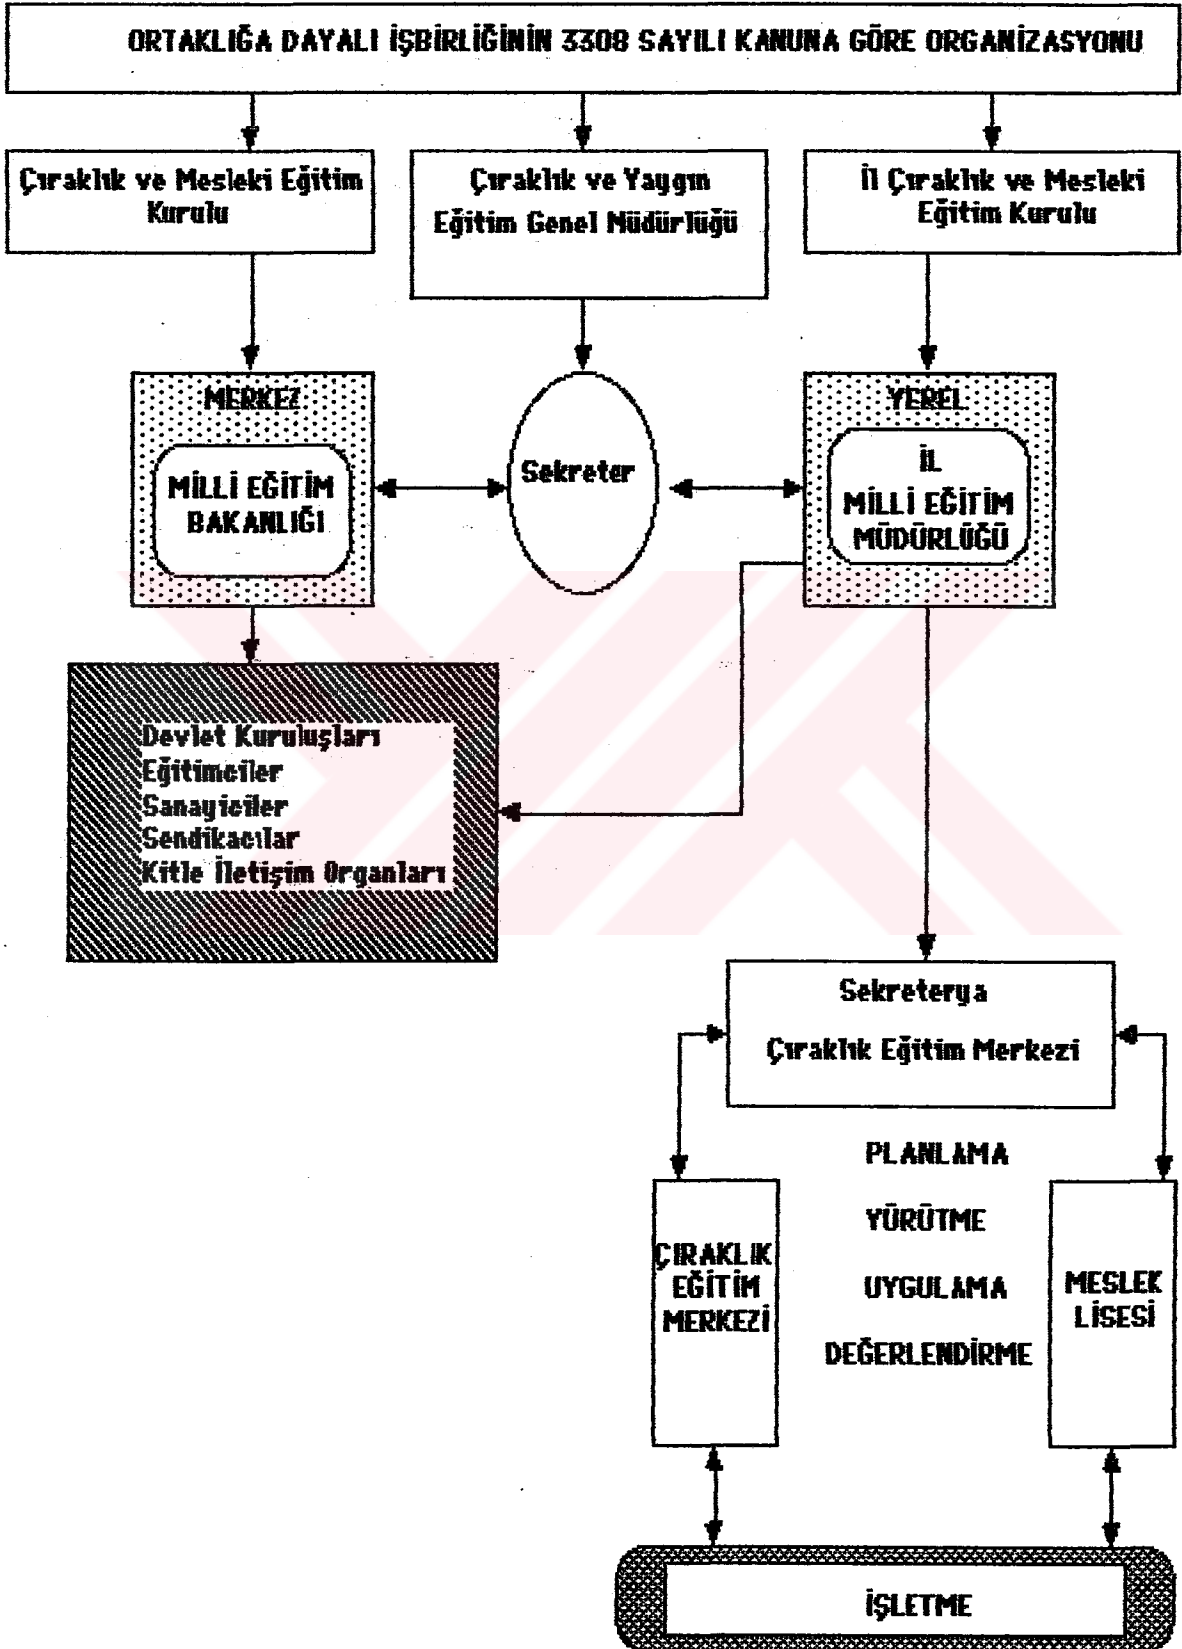 ORTAKLIĞA DAYALI İŞBİRLİĞİNİN 3308 SAYILI KANUNA GÖRE ORGANİZASYONU
Çıraklık ve Mesleki Eğitim
Kurulu
Çıraklık ve Yaygın
Eğitim Genel Müdürlüğü
İl Çıraklık ve Mesleki
Eğitim Kurulu
MERKEZ
MİLLİ EĞİTİM
BAKANLIĞI
Sekreter
YEREL
İL
MİLLİ EĞİTİM
MÜDÜRLÜĞÜ
Devlet Kuruluşları
Eğitimciler
Sanayiciler
Sendikacılar
Kitle İletişim Organları
Sekreterya
Çıraklık Eğitim Merkezi
PLANLAMA
YÜRÜTME
UYGULAMA
DEĞERLENDİRME
ÇIRAKLIK
EĞİTİM
MERKEZİ
MESLEK
LİSESİ
İŞLETME